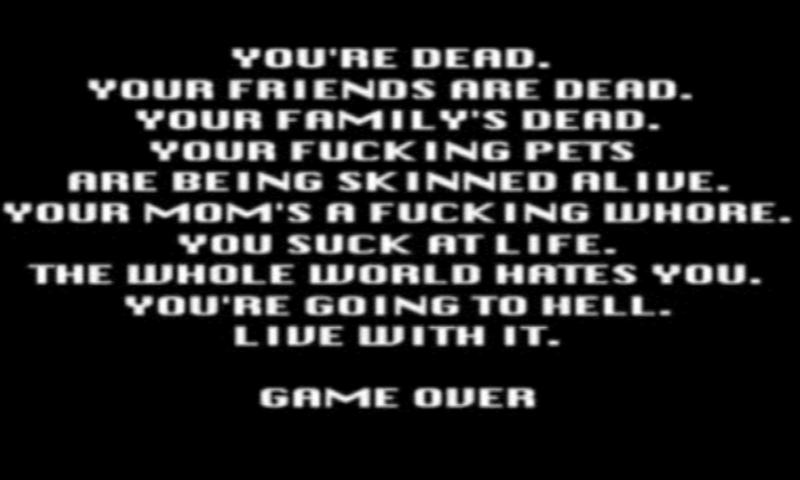 YOU'RE DEAD.
YOUR FRIENDS ARE DEAD.
YOUR FAMILY'S DEAD.
YOUR FUCKING PETS
ARE BEING SKINNED ALIVE.
YOUR MOM'S A FUCKING WHORE.
YOU SUCK AT LIFE.
THE WHOLE WORLD HATES YOU.
YOU'RE GOING TO HELL.
LIVE WITH IT.
GAME OVER